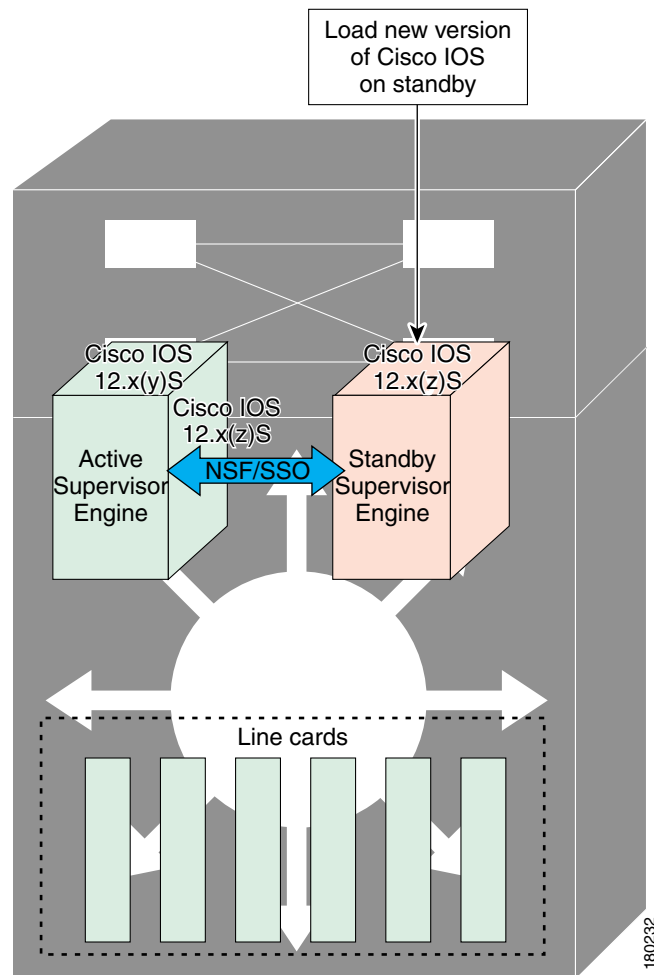 Load new version
of Cisco IOS
on standby
Cisco IOS
12.x(y)S
Cisco IOS
12.x(z)S
Cisco IOS
12.x(z)S
Active
Supervisor
Engine
NSF/SSO
Standby
Supervisor
Engine
Line cards
180232